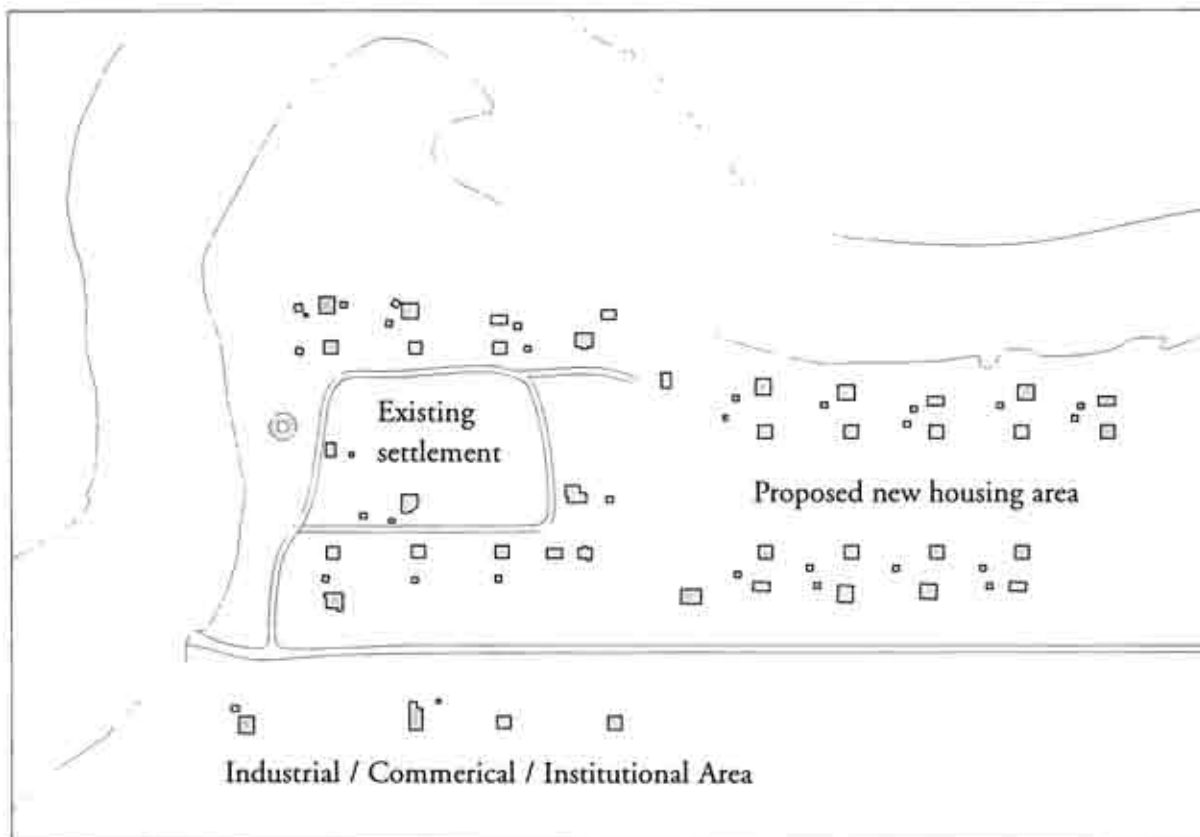 Existing
settlement
Proposed new housing area
Industrial / Commerical / Institutional Area